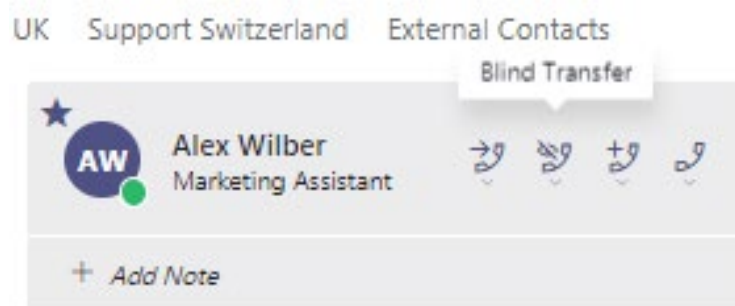 UK Support Switzerland External Contacts
Blind Transfer
AW
Alex Wilber
Marketing Assistant
+ Add Note